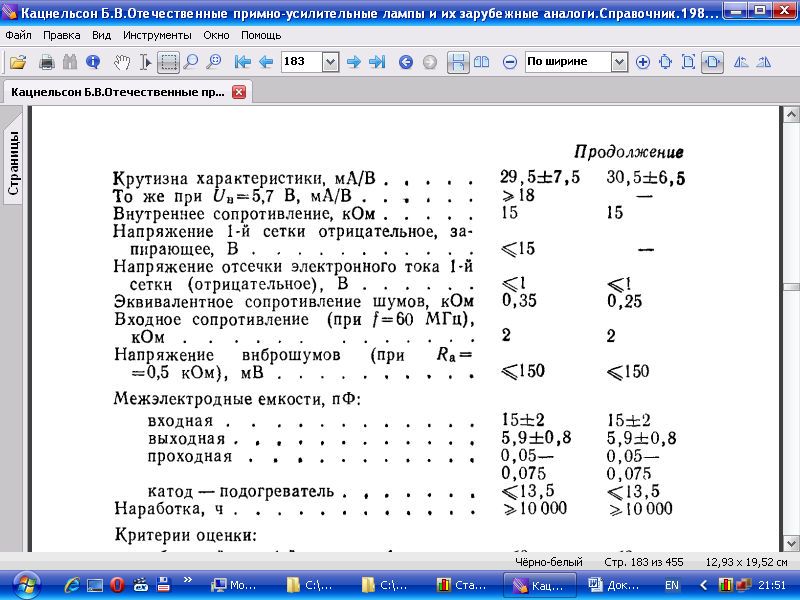 Кацнельсон Б.В.Отечественные примно-усилительные лампы и их зарубежные аналоги.Справочник.198...
Файл Правка Вид Инструменты Окно Помощь
183 По ширине
Кацнельсон Б.В.Отечественные пр...
Страницы
Продолжение
Крутизна характеристики, мА/В . . . . . 29,5±7,5 30,5±6,5
То же при Uн=5,7 В, мА/В . . . . . . ⩾18 —
Внутреннее сопротивление, кОм . . . . . 15 15
Напряжение 1-й сетки отрицательное, за-
пирающее, В . . . . . . . . . . . ⩽15 —
Напряжение отсечки электронного тока 1-й
сетки (отрицательное), В . . . . . . ⩽1 ⩽1
Эквивалентное сопротивление шумов, кОм 0,35 0,25
Входное сопротивление (при f=60 МГц),
кОм . . . . . . . . . . . . 2 2
Напряжение виброшумов (при Rа=
=0,5 кОм), мВ . . . . . . . . . . ⩽150 ⩽150
Межэлектродные емкости, пФ:
входная . . . . . . . . . . . . 15±2 15±2
выходная . . . . . . . . . . . . 5,9±0,8 5,9±0,8
проходная . . . . . . . . . . . 0,05— 0,05—
0,075 0,075
катод — подогреватель . . . . . . . ⩽13,5 ⩽13,5
Наработка, ч . . . . . . . . . . . . ⩾10 000 ⩾10 000
Критерии оценки:
Чёрно-белый Стр. 183 из 455 12,93 x 19,52 см
Mo... C:\... C:\... Ста... Кац... Док... EN 21:51